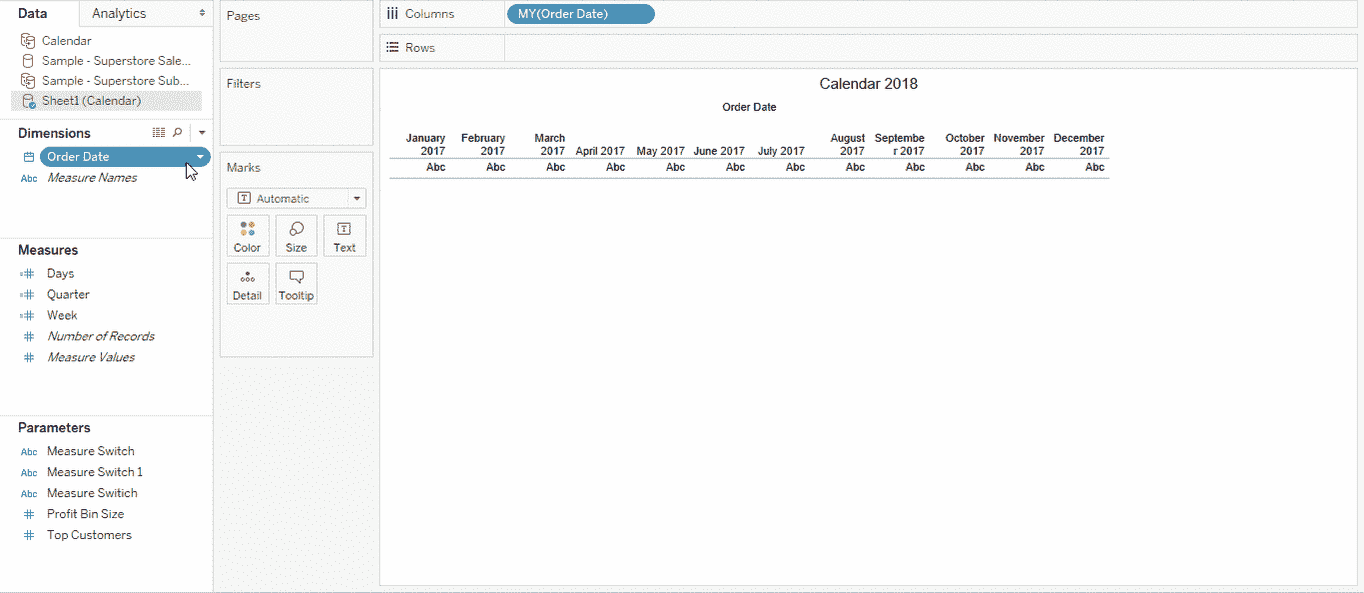 Data Analytics
Calendar
Sample - Superstore Sale...
Sample - Superstore Sub...
Sheet1 (Calendar)
Dimensions
Order Date
Abc Measure Names
Measures
Days
Quarter
Week
Number of Records
Measure Values
Parameters
Abc Measure Switch
Abc Measure Switch 1
Abc Measure Switich
Profit Bin Size
Top Customers
Pages
Filters
Marks
Automatic
Color Size Text
Detail Tooltip
Columns MY(Order Date)
Rows
Calendar 2018
Order Date
January February March August Septembe October November December
2017 2017 2017 April 2017 May 2017 June 2017 July 2017 2017 r 2017 2017 2017 2017
Abc Abc Abc Abc Abc Abc Abc Abc Abc Abc Abc Abc